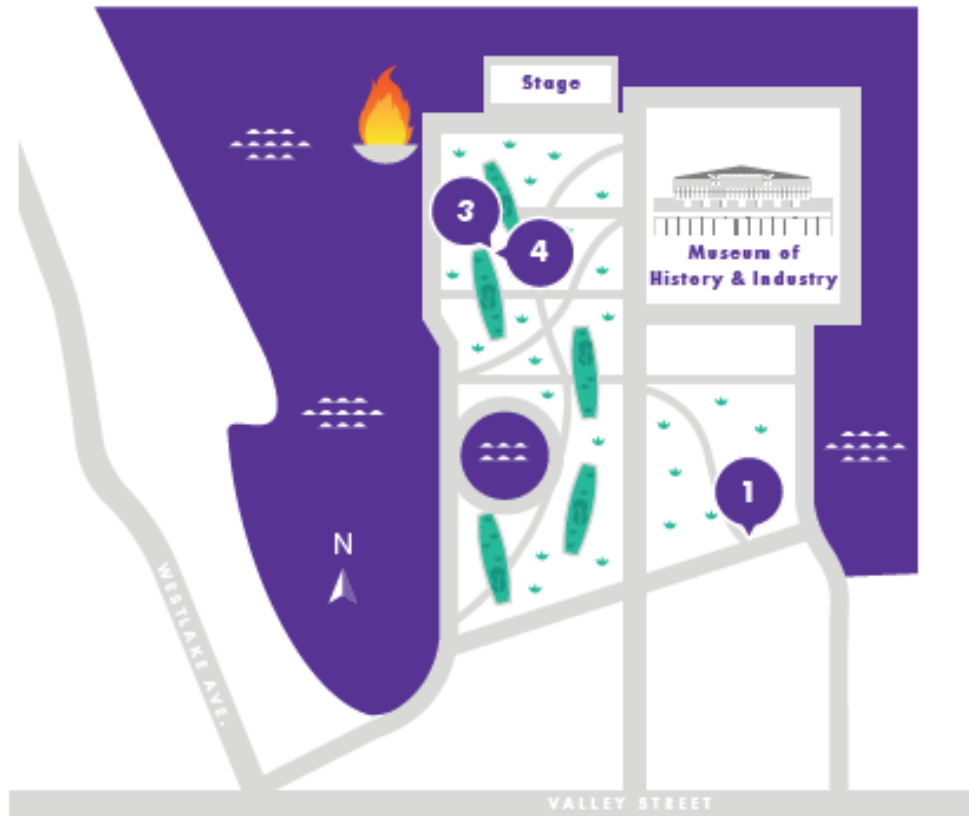 Stage
3
4
Museum of
History & Industry
1
N
WESTLAKE AVE.
VALLEY STREET